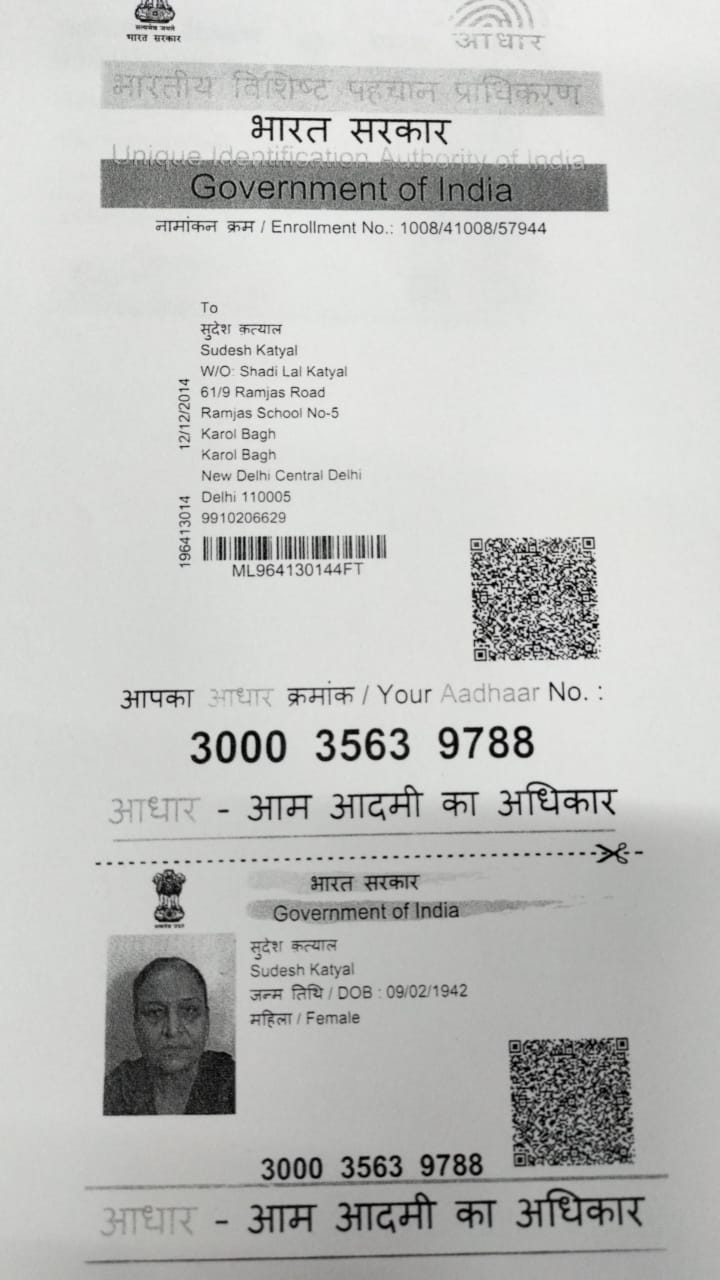 सत्यमेव जयते
भारत सरकार
आधार
भारतीय विशिष्ट पहचान प्राधिकरण
भारत सरकार
Unique Identification Authority of India
Government of India
नामांकन क्रम / Enrollment No.: 1008/41008/57944
To
सुदेश कत्याल
Sudesh Katyal
W/O: Shadi Lal Katyal
61/9 Ramjas Road
Ramjas School No-5
Karol Bagh
Karol Bagh
New Delhi Central Delhi
Delhi 110005
9910206629
196413014 12/12/2014
ML964130144FT
आपका आधार क्रमांक / Your Aadhaar No. :
3000 3563 9788
आधार - आम आदमी का अधिकार
भारत सरकार
Government of India
सुदेश कत्याल
Sudesh Katyal
जन्म तिथि / DOB : 09/02/1942
महिला / Female
3000 3563 9788
आधार - आम आदमी का अधिकार